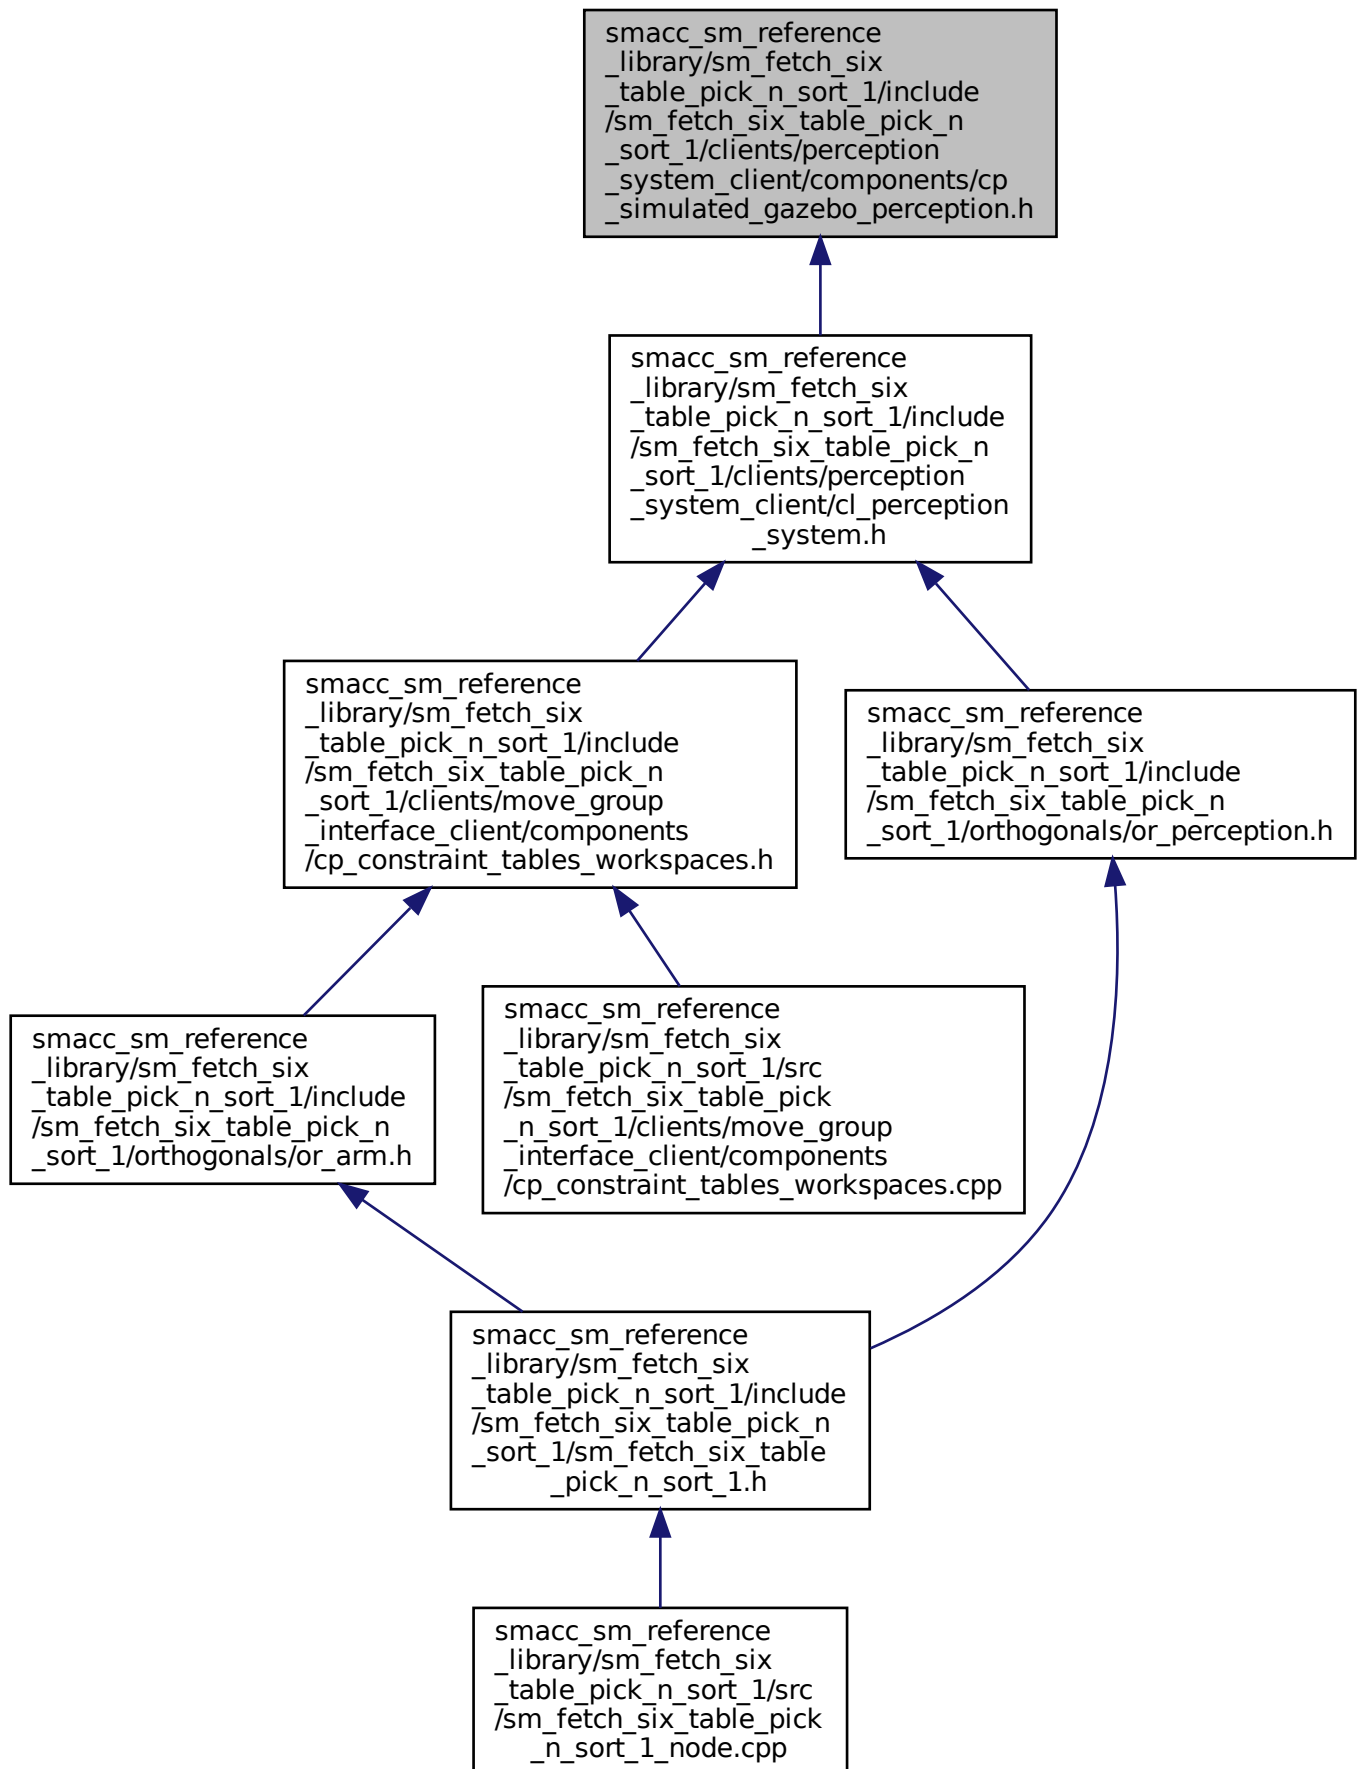 smacc_sm_reference
_library/sm_fetch_six
_table_pick_n_sort_1/include
/sm_fetch_six_table_pick_n
_sort_1/clients/perception
_system_client/components/cp
_simulated_gazebo_perception.h
smacc_sm_reference
_library/sm_fetch_six
_table_pick_n_sort_1/include
/sm_fetch_six_table_pick_n
_sort_1/clients/perception
_system_client/cl_perception
_system.h
smacc_sm_reference
_library/sm_fetch_six
_table_pick_n_sort_1/include
/sm_fetch_six_table_pick_n
_sort_1/clients/move_group
_interface_client/components
/cp_constraint_tables_workspaces.h
smacc_sm_reference
_library/sm_fetch_six
_table_pick_n_sort_1/include
/sm_fetch_six_table_pick_n
_sort_1/orthogonals/or_perception.h
smacc_sm_reference
_library/sm_fetch_six
_table_pick_n_sort_1/include
/sm_fetch_six_table_pick_n
_sort_1/orthogonals/or_arm.h
smacc_sm_reference
_library/sm_fetch_six
_table_pick_n_sort_1/src
/sm_fetch_six_table_pick
_n_sort_1/clients/move_group
_interface_client/components
/cp_constraint_tables_workspaces.cpp
smacc_sm_reference
_library/sm_fetch_six
_table_pick_n_sort_1/include
/sm_fetch_six_table_pick_n
_sort_1/sm_fetch_six_table
_pick_n_sort_1.h
smacc_sm_reference
_library/sm_fetch_six
_table_pick_n_sort_1/src
/sm_fetch_six_table_pick
_n_sort_1_node.cpp